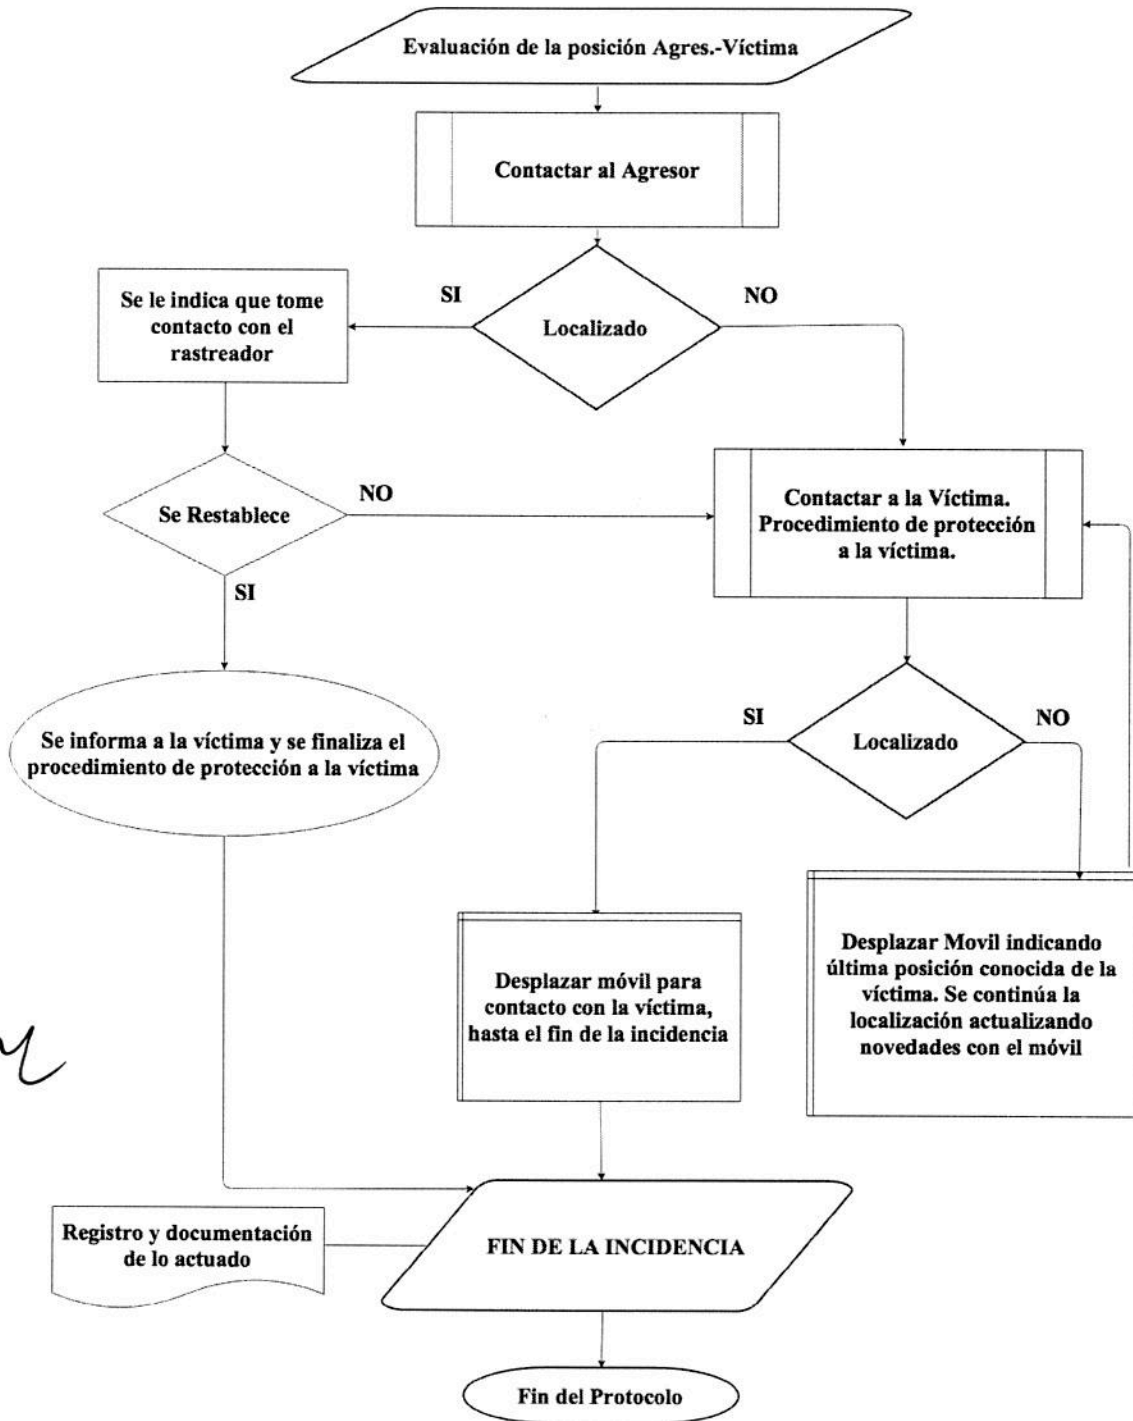 Evaluación de la posición Agres.-Víctima
Contactar al Agresor
Se le indica que tome
contacto con el
rastreador
SI
Localizado
NO
Se Restablece
NO
SI
Contactar a la Víctima.
Procedimiento de protección
a la víctima.
Se informa a la víctima y se finaliza el
procedimiento de protección a la víctima
SI
Localizado
NO
Desplazar móvil para
contacto con la víctima,
hasta el fin de la incidencia
Desplazar Movil indicando
última posición conocida de la
víctima. Se continúa la
localización actualizando
novedades con el móvil
Registro y documentación
de lo actuado
FIN DE LA INCIDENCIA
Fin del Protocolo